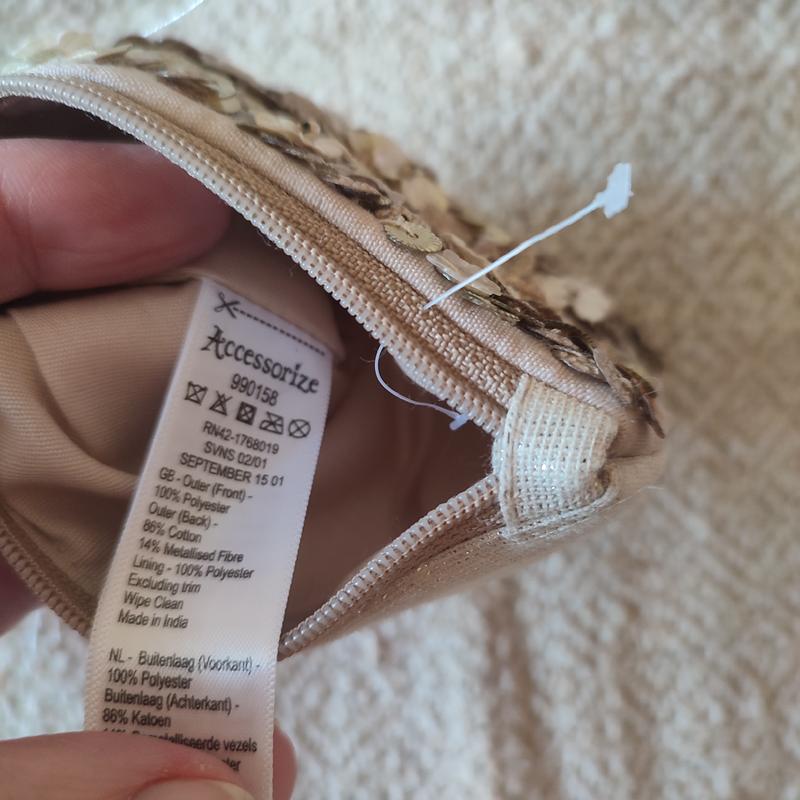 Accessorize
990158
RN42-1768019
SVNS 02/01
SEPTEMBER 15 01
GB - Outer (Front) -
100% Polyester
Outer (Back) -
86% Cotton
14% Metallised Fibre
Lining - 100% Polyester
Excluding trim
Wipe Clean
Made in India
NL - Buitenlaag (Voorkant) -
100% Polyester
Buitenlaag (Achterkant) -
86% Katoen
vezels